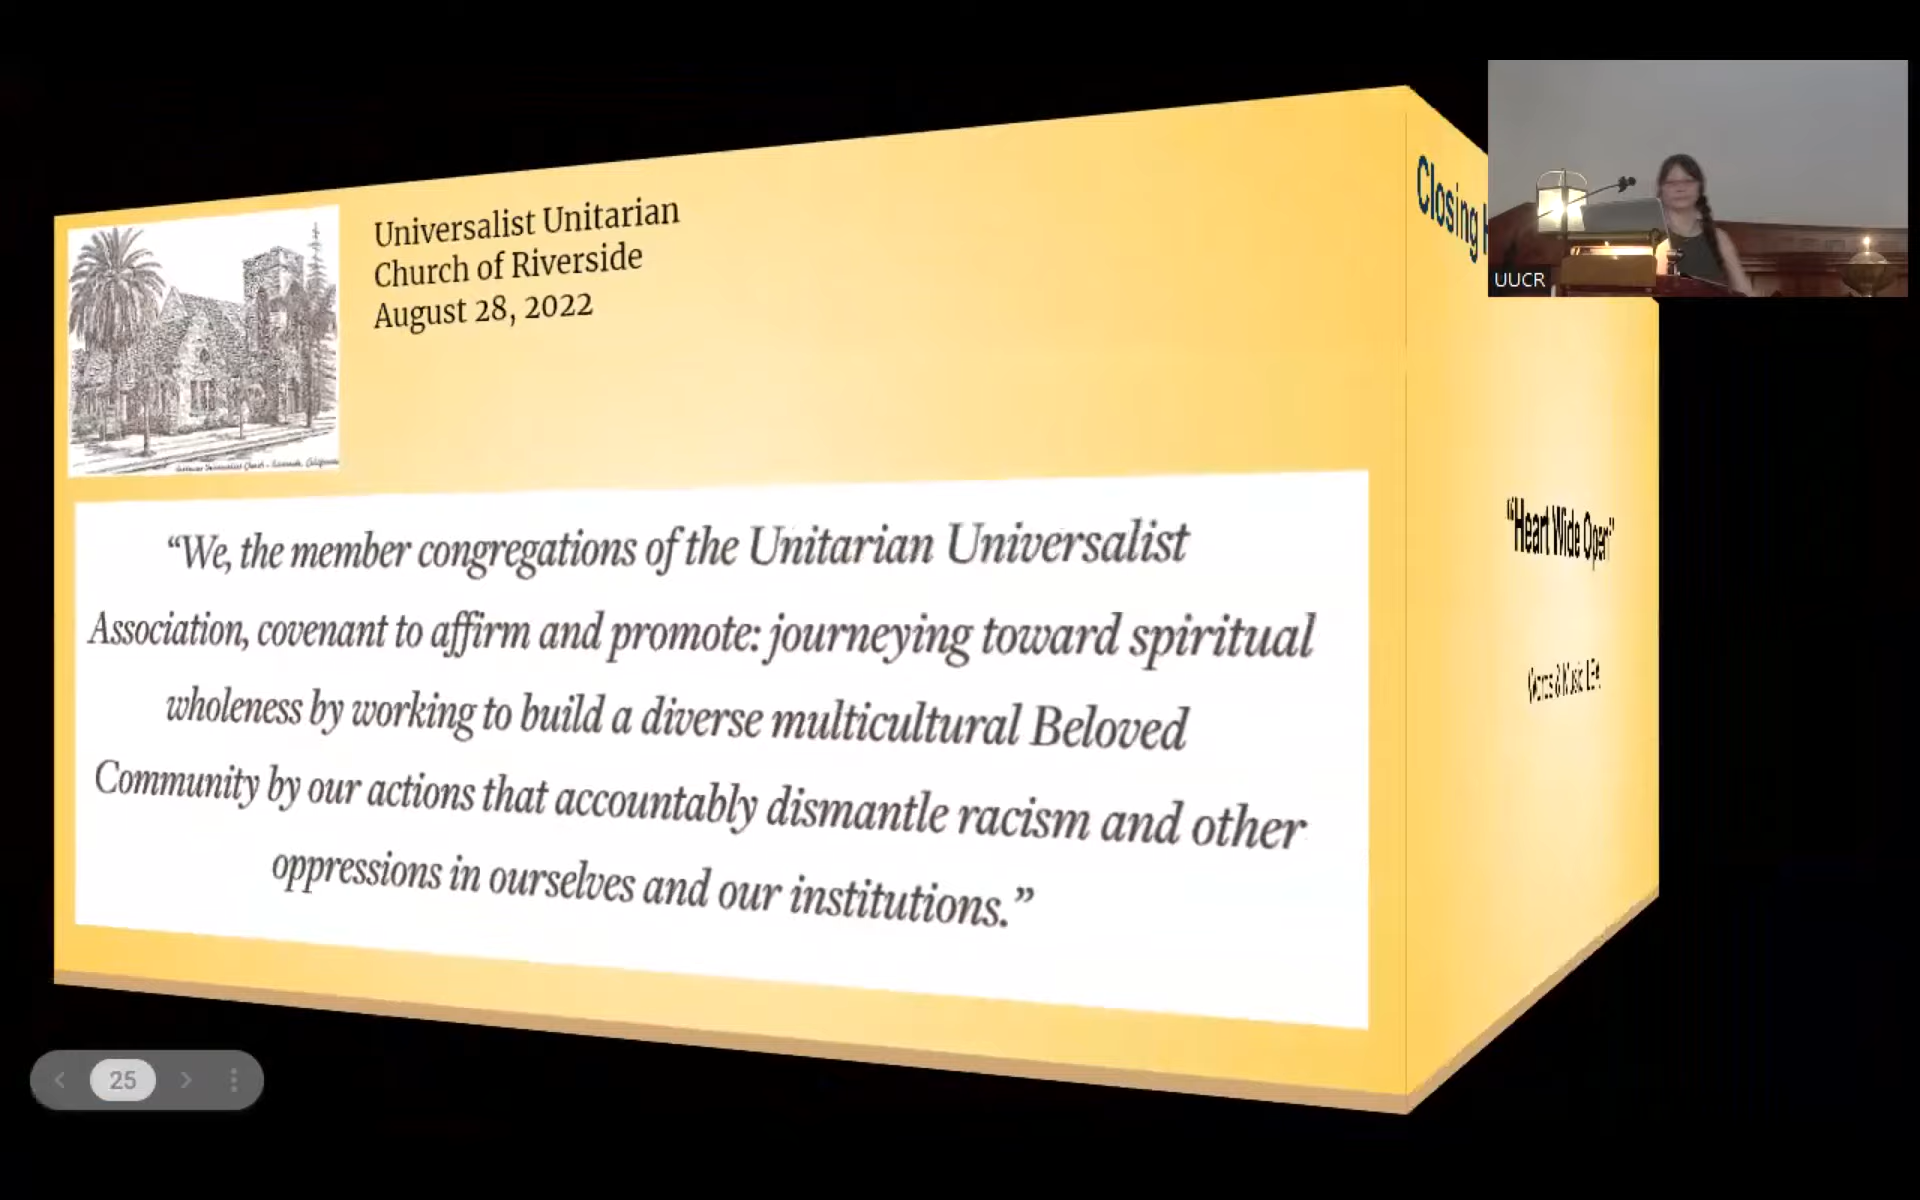 Universalist Unitarian
Church of Riverside
August 28, 2022
“We, the member congregations of the Unitarian Universalist
Association, covenant to affirm and promote: journeying toward spiritual
wholeness by working to build a diverse multicultural Beloved
Community by our actions that accountably dismantle racism and other
oppressions in ourselves and our institutions.”
Closing
“Heart Wide Open”
Words & Music
UUCR
25